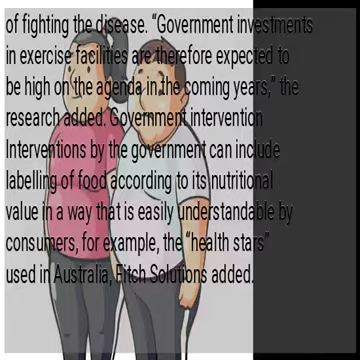 of fighting the disease. “Government investments
in exercise facilities are therefore expected to
be high on the agenda in the coming years,” the
research added. Government intervention
Interventions by the government can include
labelling of food according to its nutritional
value in a way that is easily understandable by
consumers, for example, the “health stars”
used in Australia, Fitch Solutions added.